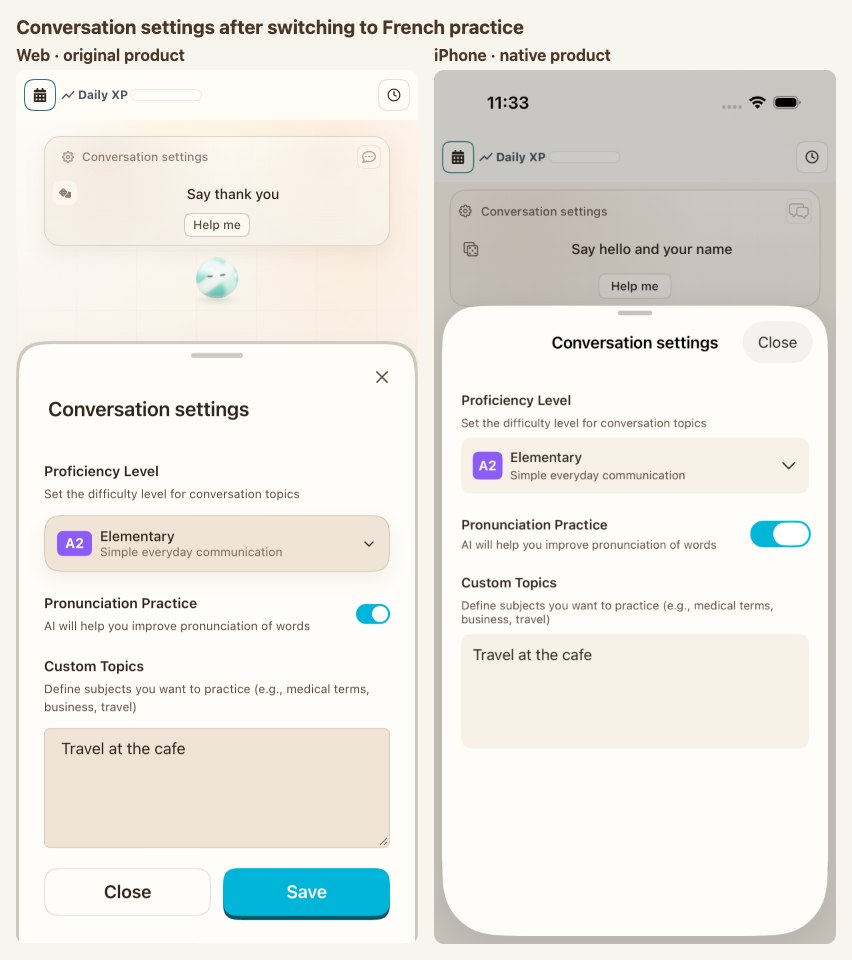 Conversation settings after switching to French practice
Web · original product
Daily XP
Conversation settings
Say thank you
Help me
Conversation settings
Proficiency Level
Set the difficulty level for conversation topics
A2
Elementary
Simple everyday communication
Pronunciation Practice
AI will help you improve pronunciation of words
Custom Topics
Define subjects you want to practice (e.g., medical terms,
business, travel)
Travel at the cafe
Close
Save
iPhone · native product
11:33
Daily XP
Conversation settings
Say hello and your name
Help me
Conversation settings
Close
Proficiency Level
Set the difficulty level for conversation topics
A2
Elementary
Simple everyday communication
Pronunciation Practice
AI will help you improve pronunciation of words
Custom Topics
Define subjects you want to practice (e.g., medical terms,
business, travel)
Travel at the cafe